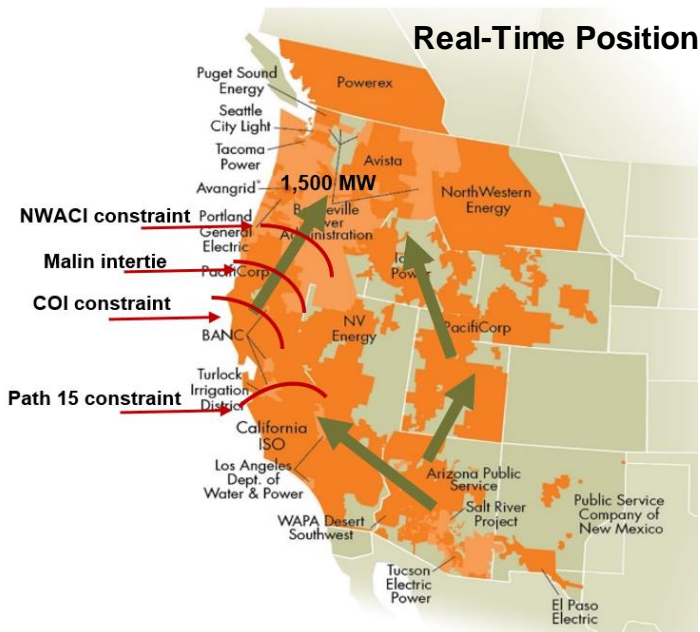 Real-Time Position
Puget Sound
Energy
Powerex
Seattle
City Light
Tacoma
Power
Avista
Avangrid
1,500 MW
NorthWestern
Energy
NWACI constraint
Portland
General
Electric
Administration
Malin intertie
PacifiCorp
Power
COI constraint
NV
Energy
PacifiCorp
BANC
Turlock
Irrigation
District
Path 15 constraint
California
ISO
Los Angeles
Dept. of
Water & Power
Arizona Public
Service
Salt River
Project
Public Service
Company of
New Mexico
WAPA Desert
Southwest
Tucson
Electric
Power
El Paso
Electric